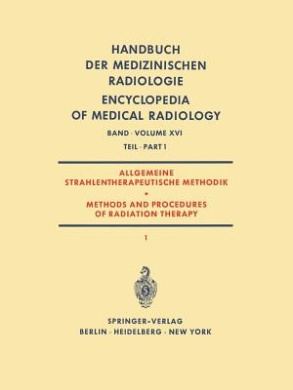 HANDBUCH
DER MEDIZINISCHEN
RADIOLOGIE
ENCYCLOPEDIA
OF MEDICAL RADIOLOGY
BAND · VOLUME XVI
TEIL · PART 1
ALLGEMEINE
STRAHLENTHERAPEUTISCHE METHODIK
•
METHODS AND PROCEDURES
OF RADIATION THERAPY
1
SPRINGER-VERLAG
BERLIN · HEIDELBERG · NEW YORK